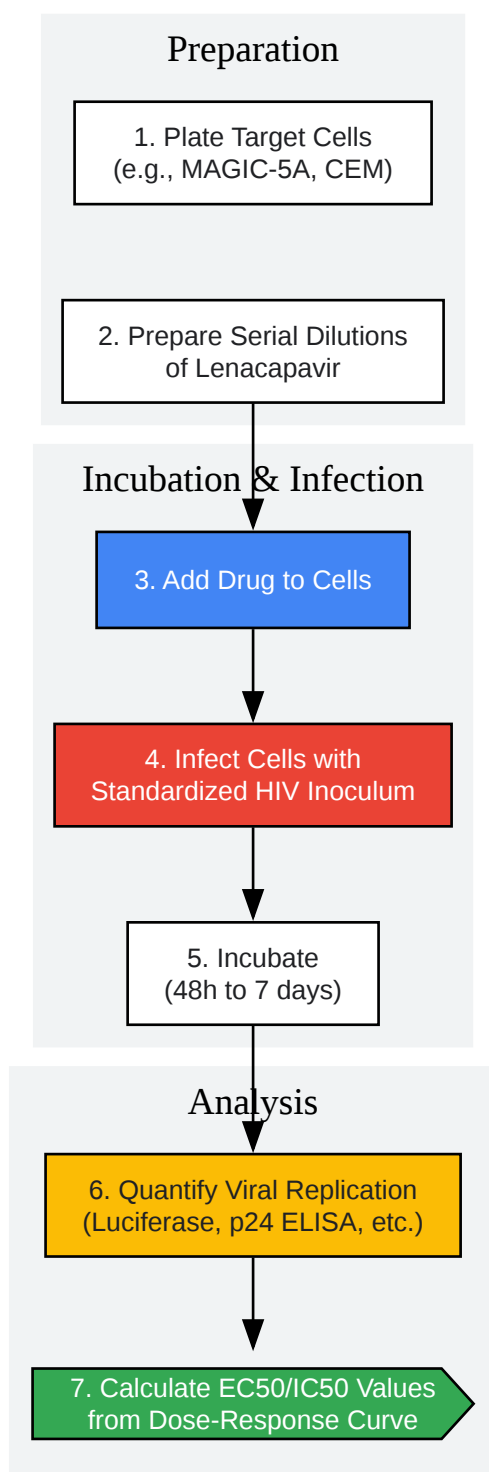 Preparation
1. Plate Target Cells
(e.g., MAGIC-5A, CEM)
2. Prepare Serial Dilutions
of Lenacapavir
Incubation & Infection
3. Add Drug to Cells
4. Infect Cells with
Standardized HIV Inoculum
5. Incubate
(48h to 7 days)
Analysis
6. Quantify Viral Replication
(Luciferase, p24 ELISA, etc.)
7. Calculate EC50/IC50 Values
from Dose-Response Curve